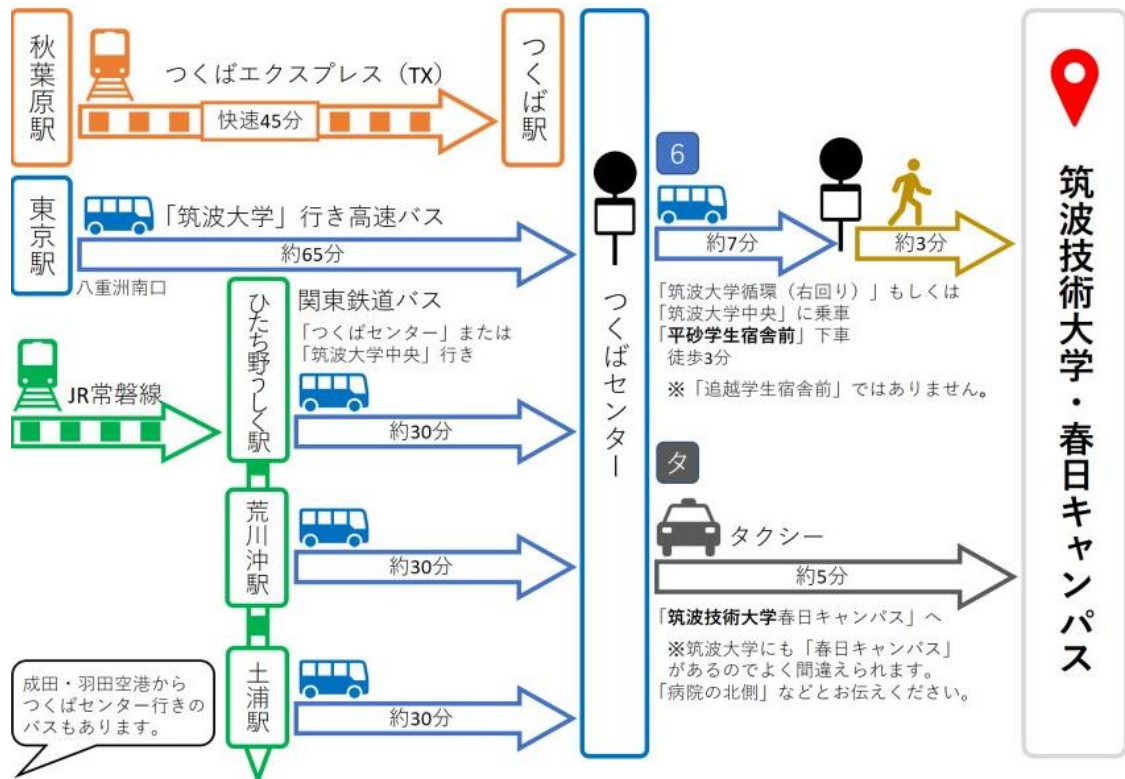 秋葉原駅
つくばエクスプレス（TX）
快速45分
つくば駅
東京駅
八重洲南口
「筑波大学」行き高速バス
約65分
JR常磐線
ひたち野うしく駅
関東鉄道バス
「つくばセンター」または
「筑波大学中央」行き
約30分
荒川沖駅
約30分
土浦駅
約30分
成田・羽田空港から
つくばセンター行きの
バスもあります。
つくばセンター
6
約7分
約3分
「筑波大学循環（右回り）」もしくは
「筑波大学中央」に乗車
「平砂学生宿舎前」下車
徒歩3分
※「追越学生宿舎前」ではありません。
タ
タクシー
約5分
「筑波技術大学春日キャンパス」へ
※筑波大学にも「春日キャンパス」
があるのでよく間違えられます。
「病院の北側」などとお伝えください。
筑波技術大学・春日キャンパス